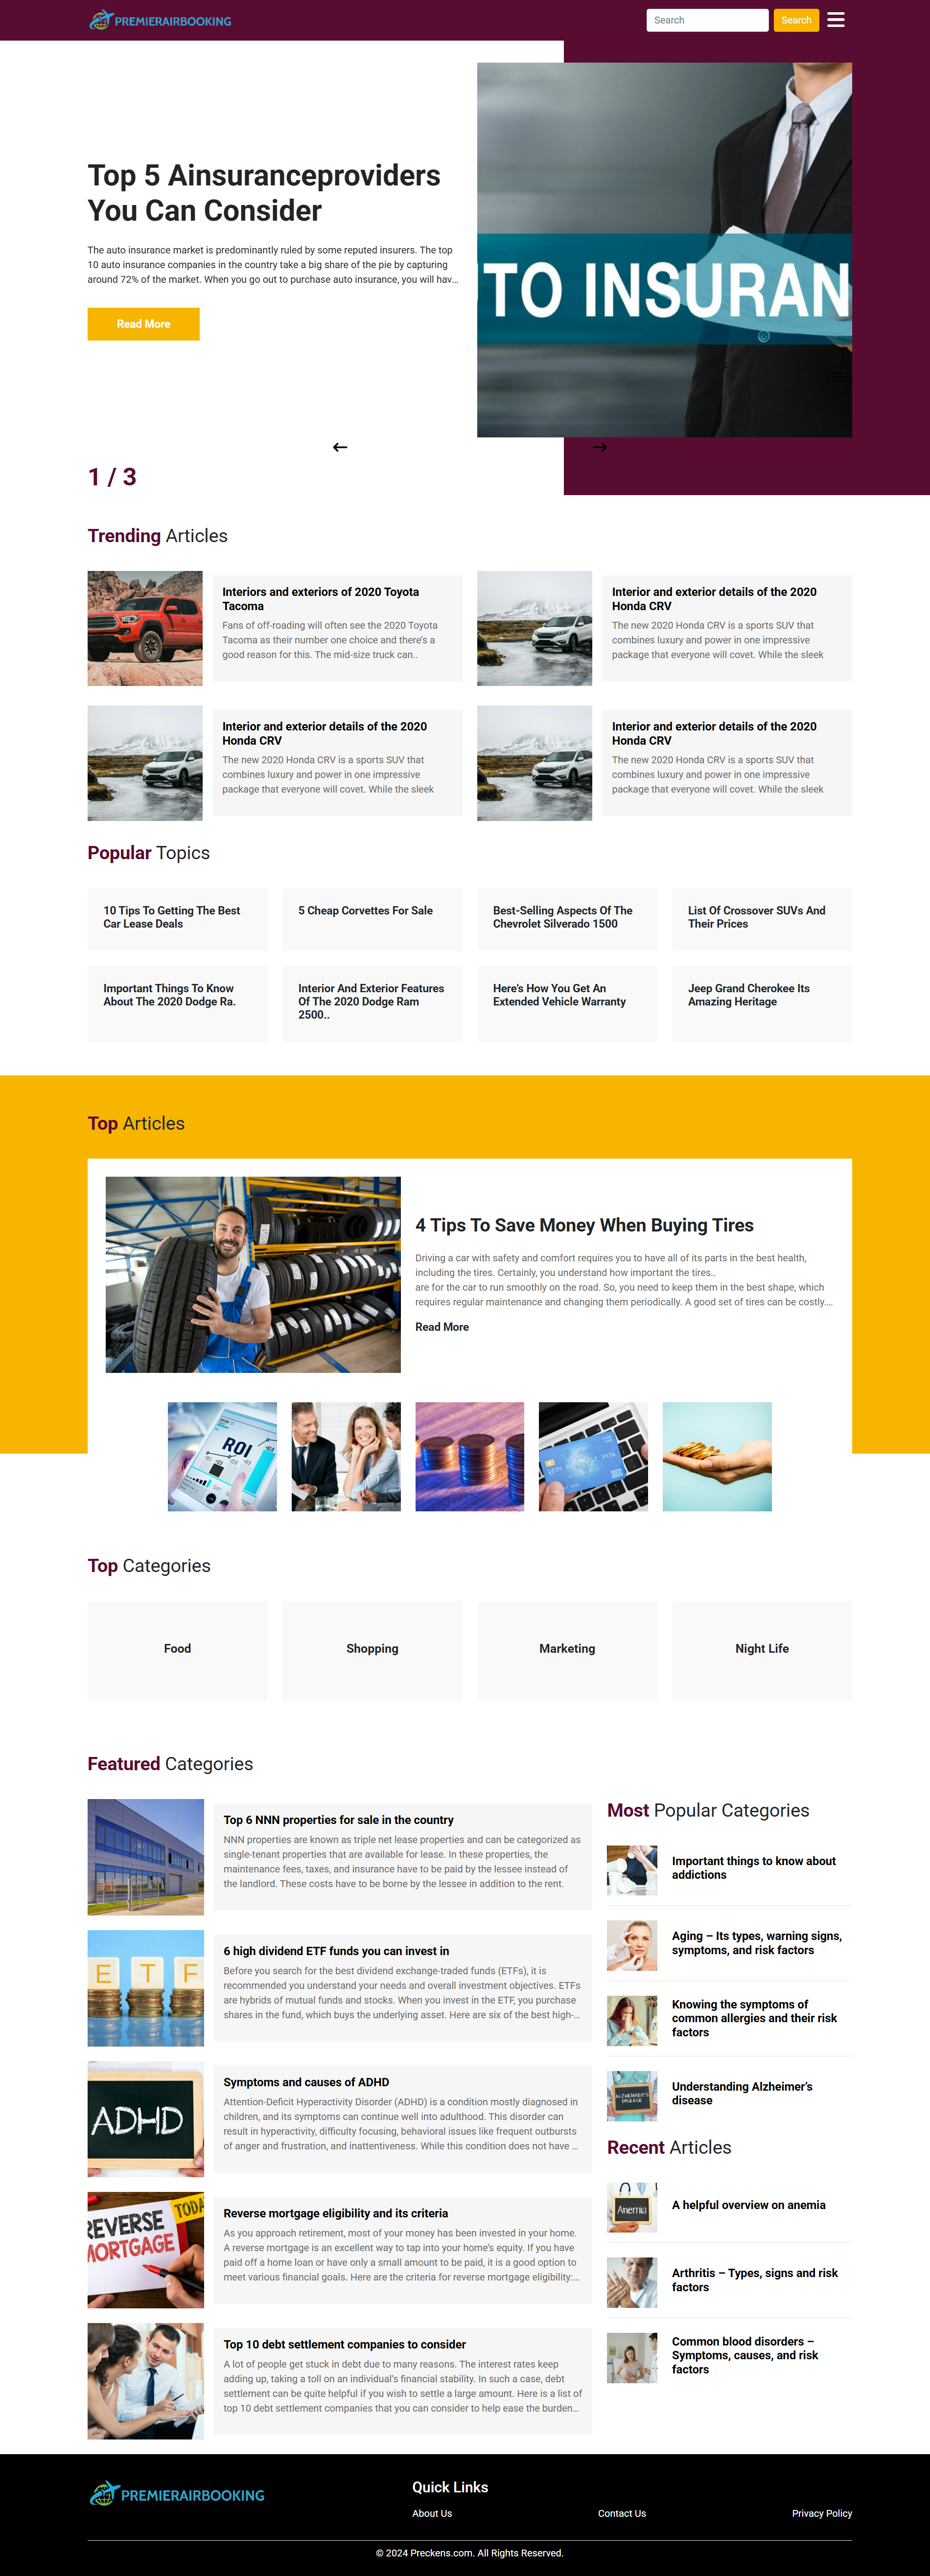 PREMIERAIRBOOKING
Search
Search
Top 5 Ainsuranceproviders
You Can Consider
The auto insurance market is predominantly ruled by some reputed insurers. The top
10 auto insurance companies in the country take a big share of the pie by capturing
around 72% of the market. When you go out to purchase auto insurance, you will hav...
Read More
TO INSURAN
1 / 3
Trending Articles
Interiors and exteriors of 2020 Toyota
Tacoma
Fans of off-roading will often see the 2020 Toyota
Tacoma as their number one choice and there's a
good reason for this. The mid-size truck can..
Interior and exterior details of the 2020
Honda CRV
The new 2020 Honda CRV is a sports SUV that
combines luxury and power in one impressive
package that everyone will covet. While the sleek
Interior and exterior details of the 2020
Honda CRV
The new 2020 Honda CRV is a sports SUV that
combines luxury and power in one impressive
package that everyone will covet. While the sleek
Interior and exterior details of the 2020
Honda CRV
The new 2020 Honda CRV is a sports SUV that
combines luxury and power in one impressive
package that everyone will covet. While the sleek
Popular Topics
10 Tips To Getting The Best
Car Lease Deals
5 Cheap Corvettes For Sale
Best-Selling Aspects Of The
Chevrolet Silverado 1500
List Of Crossover SUVs And
Their Prices
Important Things To Know
About The 2020 Dodge Ra.
Interior And Exterior Features
Of The 2020 Dodge Ram
2500..
Here's How You Get An
Extended Vehicle Warranty
Jeep Grand Cherokee Its
Amazing Heritage
Top Articles
4 Tips To Save Money When Buying Tires
Driving a car with safety and comfort requires you to have all of its parts in the best health,
including the tires. Certainly, you understand how important the tires..
are for the car to run smoothly on the road. So, you need to keep them in the best shape, which
requires regular maintenance and changing them periodically. A good set of tires can be costly....
Read More
ROI
Top Categories
Food
Shopping
Marketing
Night Life
Featured Categories
Top 6 NNN properties for sale in the country
NNN properties are known as triple net lease properties and can be categorized as
single-tenant properties that are available for lease. In these properties, the
maintenance fees, taxes, and insurance have to be paid by the lessee instead of
the landlord. These costs have to be borne by the lessee in addition to the rent.
ETF
6 high dividend ETF funds you can invest in
Before you search for the best dividend exchange-traded funds (ETFs), it is
recommended you understand your needs and overall investment objectives. ETFs
are hybrids of mutual funds and stocks. When you invest in the ETF, you purchase
shares in the fund, which buys the underlying asset. Here are six of the best high-...
ADHD
Symptoms and causes of ADHD
Attention-Deficit Hyperactivity Disorder (ADHD) is a condition mostly diagnosed in
children, and its symptoms can continue well into adulthood. This disorder can
result in hyperactivity, difficulty focusing, behavioral issues like frequent outbursts
of anger and frustration, and inattentiveness. While this condition does not have ...
REVERSE
MORTGAGE
TODA
Reverse mortgage eligibility and its criteria
As you approach retirement, most of your money has been invested in your home.
A reverse mortgage is an excellent way to tap into your home's equity. If you have
paid off a home loan or have only a small amount to be paid, it is a good option to
meet various financial goals. Here are the criteria for reverse mortgage eligibility:...
Top 10 debt settlement companies to consider
A lot of people get stuck in debt due to many reasons. The interest rates keep
adding up, taking a toll on an individual's financial stability. In such a case, debt
settlement can be quite helpful if you wish to settle a large amount. Here is a list of
top 10 debt settlement companies that you can consider to help ease the burden...
Most Popular Categories
Important things to know about
addictions
Aging – Its types, warning signs,
symptoms, and risk factors
Knowing the symptoms of
common allergies and their risk
factors
ALZHEIMER'S
DISEASE
Understanding Alzheimer's
disease
Recent Articles
Anemia
A helpful overview on anemia
Arthritis – Types, signs and risk
factors
Common blood disorders –
Symptoms, causes, and risk
factors
PREMIERAIRBOOKING
Quick Links
About Us
Contact Us
Privacy Policy
© 2024 Preckens.com. All Rights Reserved.